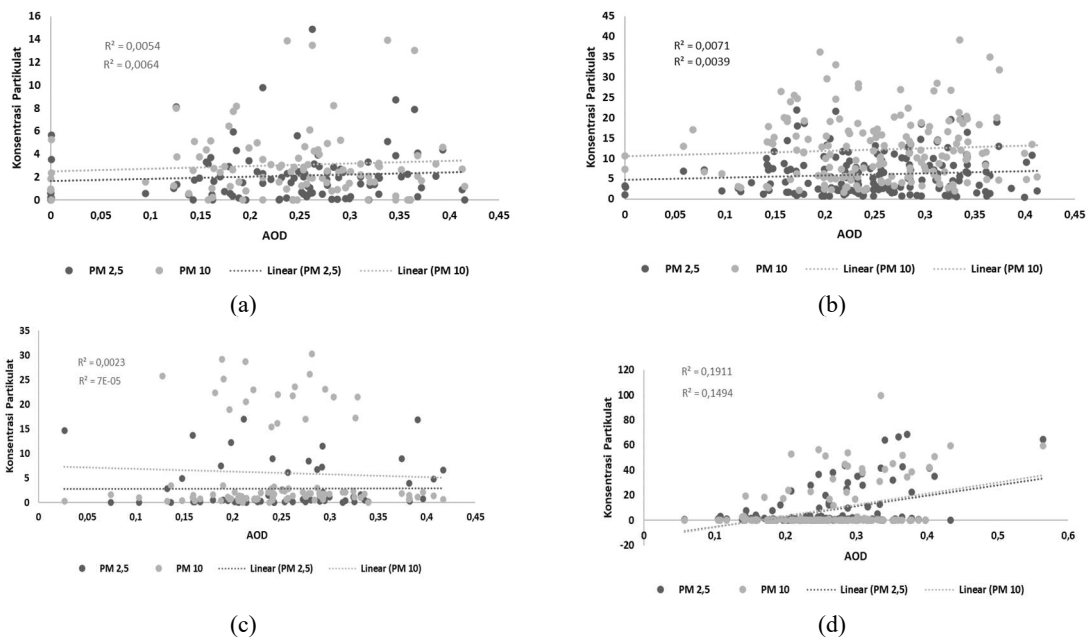 16
14
12
10
8
6
4
2
0
Konsentrasi Partikulat
R² = 0,0054
R² = 0,0064
0 0,05 0,1 0,15 0,2 0,25 0,3 0,35 0,4 0,45
AOD
PM 2,5 PM 10 Linear (PM 2,5) Linear (PM 10)
(a)
45
40
35
30
25
20
15
10
5
0
Konsentrasi Partikulat
R² = 0,0071
R² = 0,0039
0 0,05 0,1 0,15 0,2 0,25 0,3 0,35 0,4 0,45
AOD
PM 2,5 PM 10 Linear (PM 10) Linear (PM 10)
(b)
35
30
25
20
15
10
5
0
Konsentrasi Partikulat
R² = 0,0023
R² = 7E-05
0 0,05 0,1 0,15 0,2 0,25 0,3 0,35 0,4 0,45
AOD
PM 2,5 PM 10 Linear (PM 2,5) Linear (PM 10)
(c)
120
100
80
60
40
20
0
-20
Konsentrasi Partikulat
R² = 0,1911
R² = 0,1494
0 0,1 0,2 0,3 0,4 0,5 0,6
AOD
PM 2,5 PM 10 Linear (PM 2,5) Linear (PM 10)
(d)